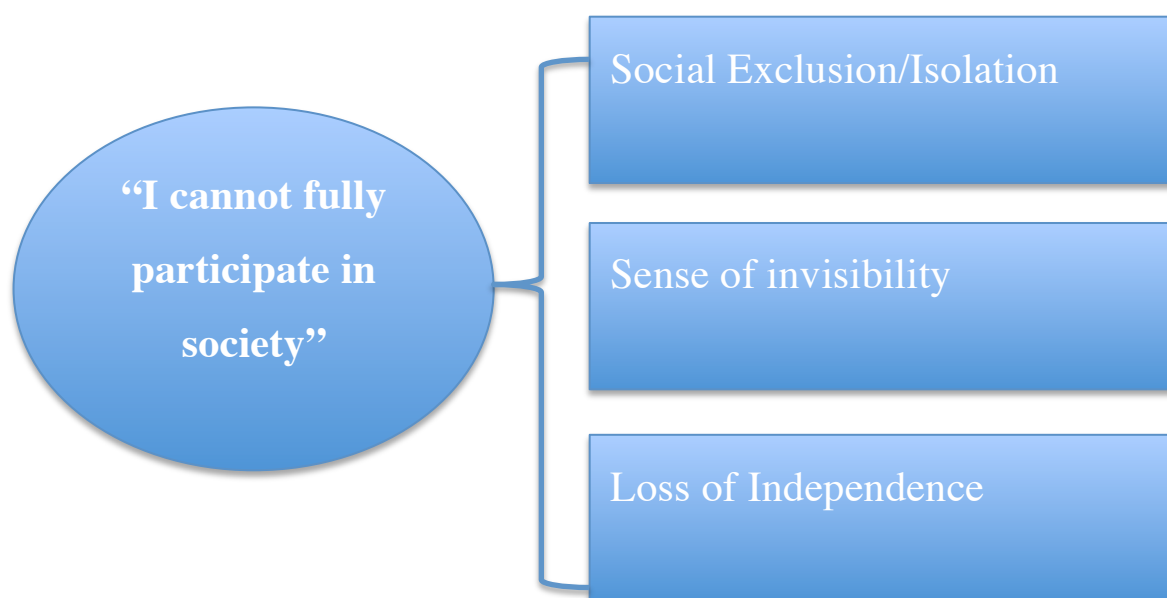 “I cannot fully
participate in
society”
Social Exclusion/Isolation
Sense of invisibility
Loss of Independence